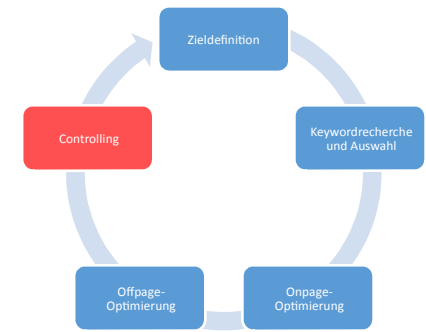 Zieldefinition
Keywordrecherche
und Auswahl
Onpage-
Optimierung
Offpage-
Optimierung
Controlling